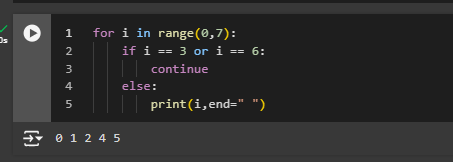 1 for i in range(0,7):
2     if i == 3 or i == 6:
3         continue
4     else:
5         print(i,end=" ")
0s
0 1 2 4 5